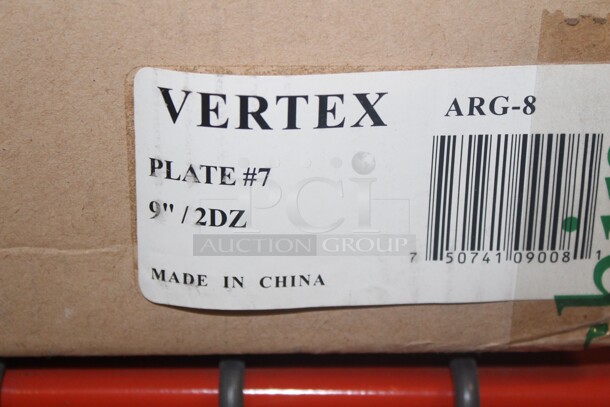 VERTEX ARG-8
PLATE #7
9" / 2DZ
PCi
AUCTION GROUP
MADE IN CHINA
7 50741 09008 1